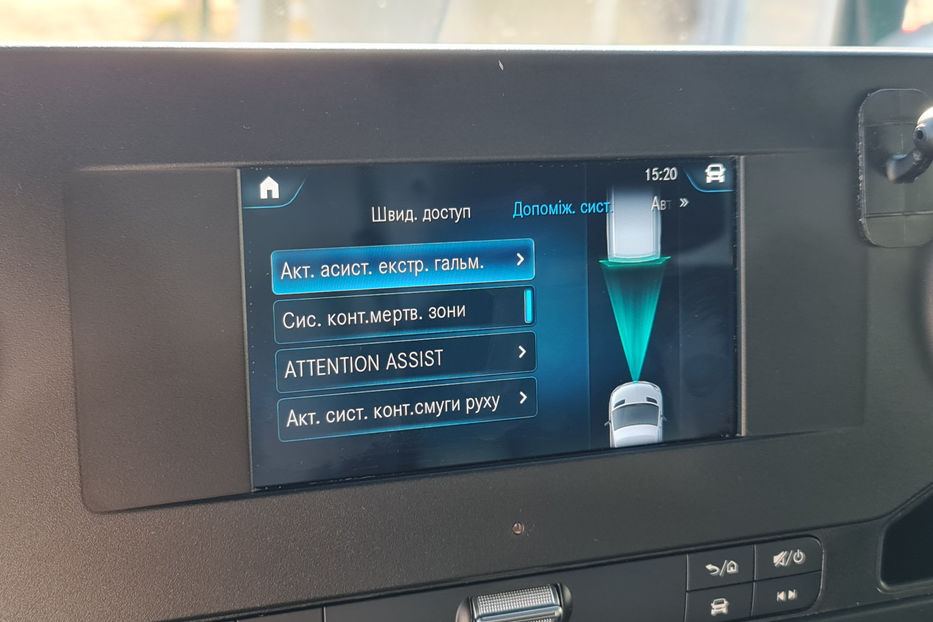 15:20
Швид. доступ Допоміж. сист. Авт »
Акт. асист. екстр. гальм.
Сис. конт.мертв. зони
ATTENTION ASSIST
Акт. сист. конт.смуги руху